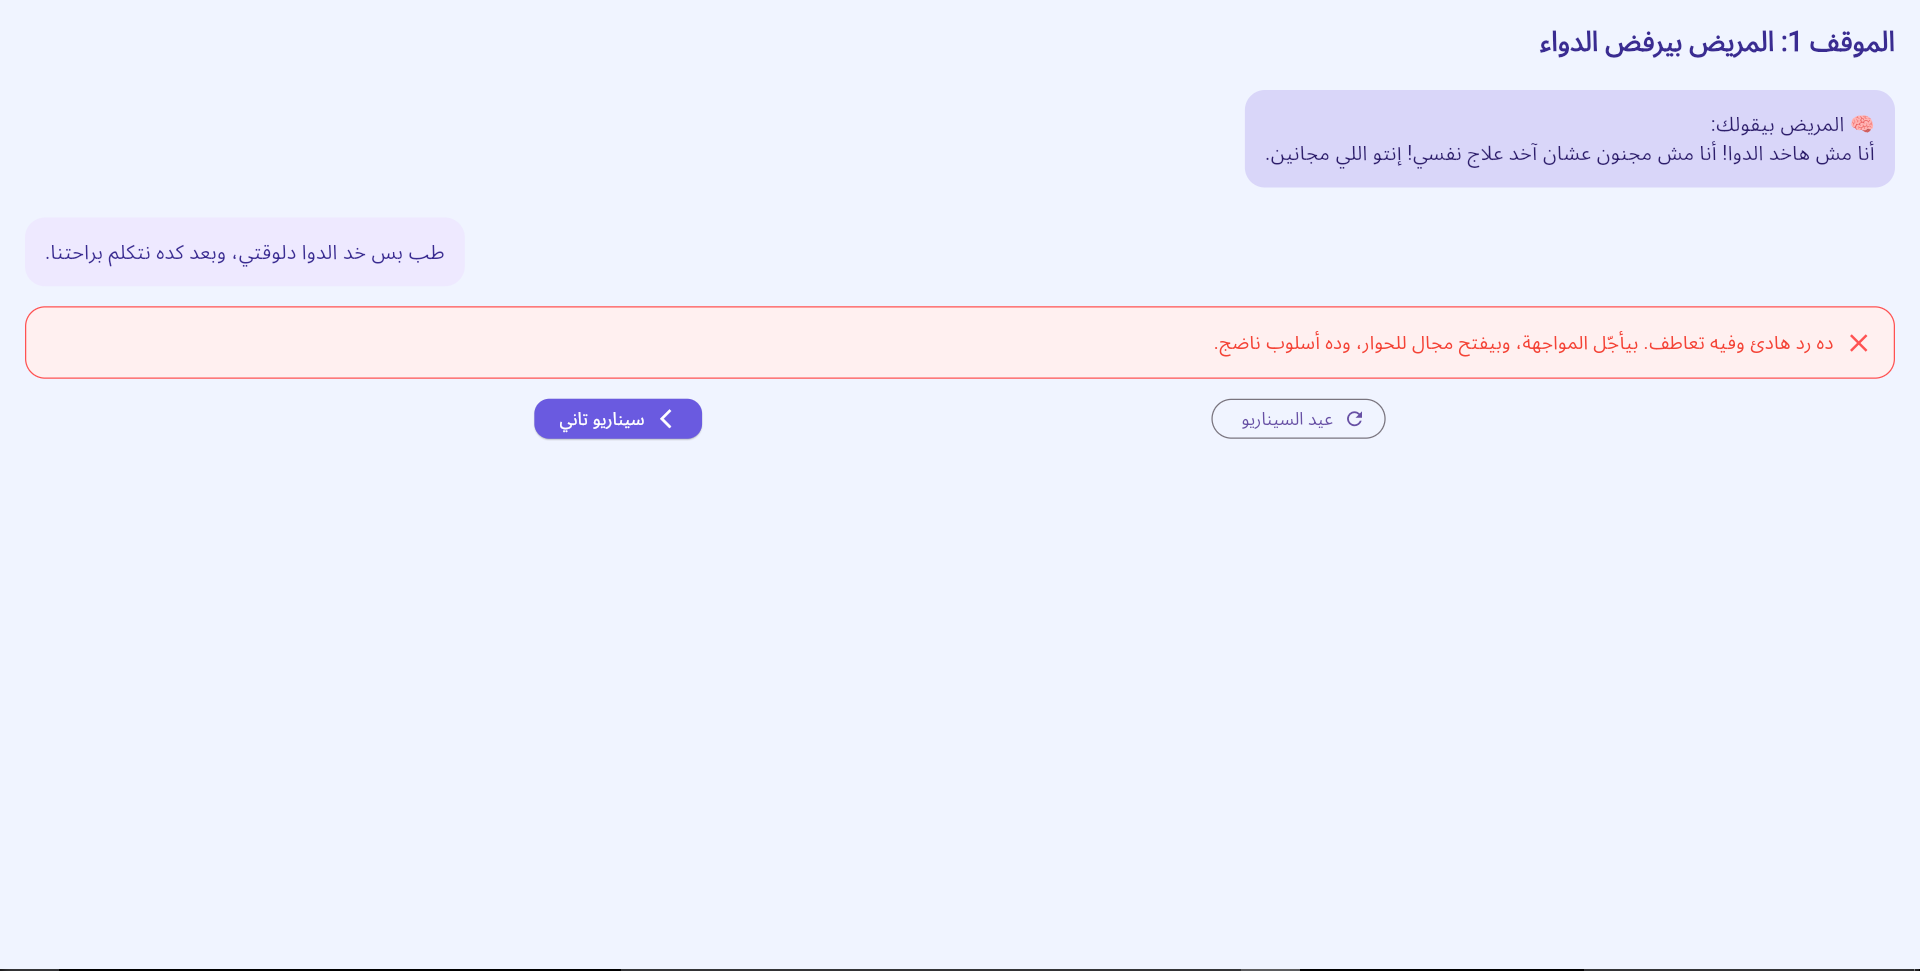 الموقف 1: المريض بيرفض الدواء
🧠 المريض بيقولك:
أنا مش هاخد الدوا! أنا مش مجنون عشان آخد علاج نفسي! إنتو اللي مجانين.
طب بس خد الدوا دلوقتي، وبعد كده نتكلم براحتنا.
ده رد هادئ وفيه تعاطف. بيأجّل المواجهة، وبيفتح مجال للحوار، وده أسلوب ناضج.
عيد السيناريو
سيناريو تاني